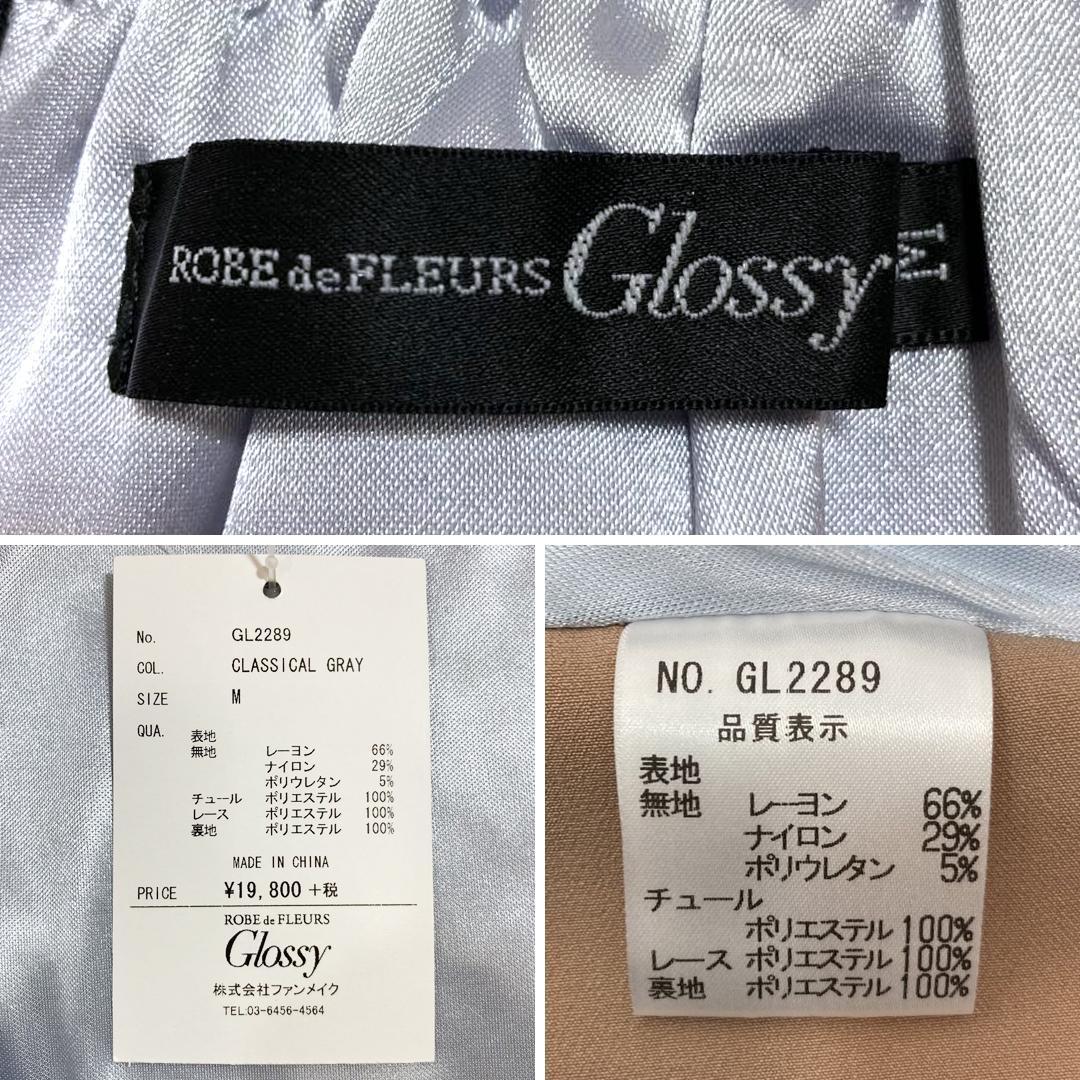 ROBE de FLEURS Glossy M
No. GL2289
COL. CLASSICAL GRAY
SIZE M
QUA. 表地
無地 レーヨン 66%
ナイロン 29%
ポリウレタン 5%
チュール ポリエステル 100%
レース ポリエステル 100%
裏地 ポリエステル 100%
MADE IN CHINA
PRICE ¥19,800+税
ROBE de FLEURS
Glossy
株式会社ファンメイク
TEL:03-6456-4564
NO. GL2289
品質表示
表地
無地 レーヨン 66%
ナイロン 29%
ポリウレタン 5%
チュール
ポリエステル 100%
レース ポリエステル 100%
裏地 ポリエステル 100%